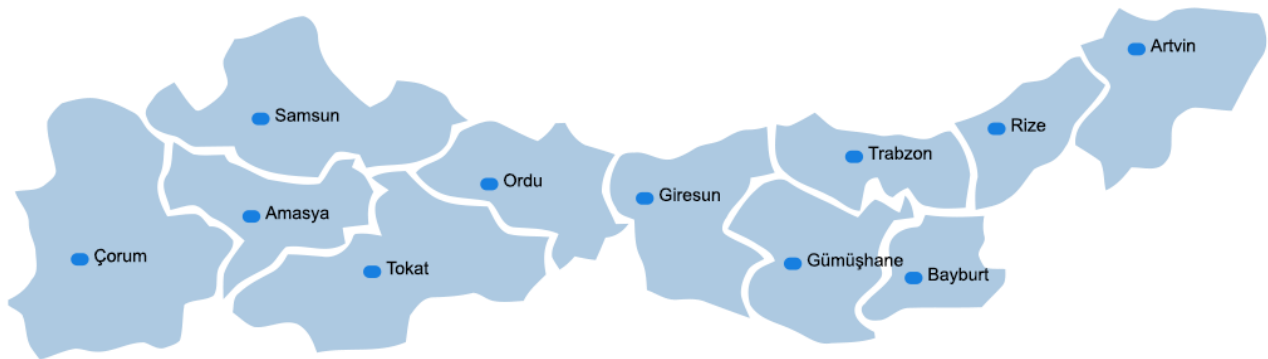 Artvin
Samsun
Rize
Trabzon
Ordu
Giresun
Amasya
Çorum
Gümüşhane
Tokat
Bayburt